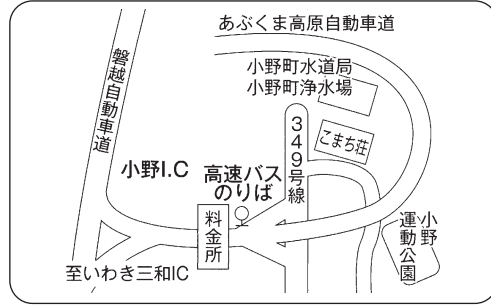 あぶくま高原自動車道
磐越自動車道
小野町水道局
小野町浄水場
349号線
こまち荘
小野I.C
高速バス
のりば
料金所
小野
運動公園
至いわき三和IC